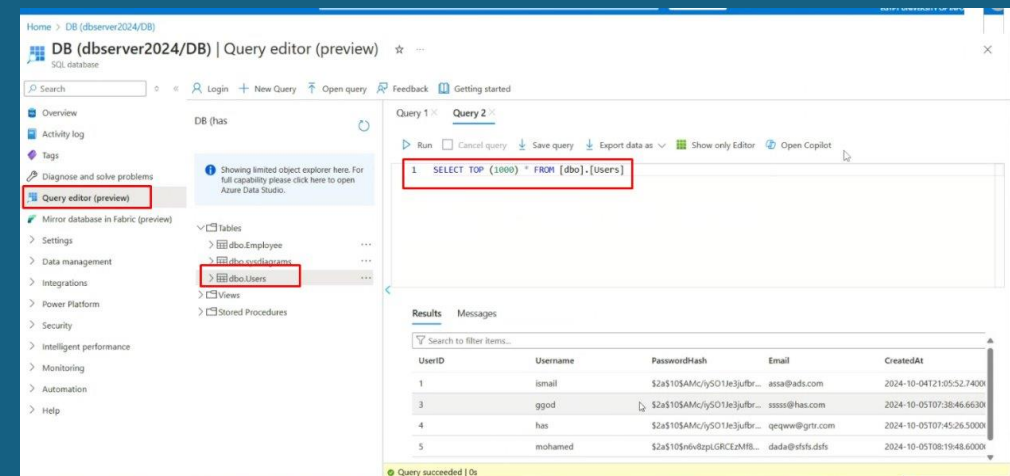 Home > DB (dbserver2024/DB)
DB (dbserver2024/DB) | Query editor (preview)
SQL database
Search
Login
New Query
Open query
Feedback
Getting started
Overview
Activity log
Tags
Diagnose and solve problems
Query editor (preview)
Mirror database in Fabric (preview)
Settings
Data management
Integrations
Power Platform
Security
Intelligent performance
Monitoring
Automation
Help
DB (has
Showing limited object explorer here. For
full capability please click here to open
Azure Data Studio.
Tables
dbo.Employee
dbo.sysdiagrams
dbo.Users
Views
Stored Procedures
Query 1
Query 2
Run
Cancel query
Save query
Export data as
Show only Editor
Open Copilot
1 SELECT TOP (1000) * FROM [dbo].[Users]
Results Messages
Search to filter items...
UserID Username PasswordHash Email CreatedAt
1 ismail $2a$10$AMc/iySO1Je3jufbr... assa@ads.com 2024-10-04T21:05:52.7400
3 ggod $2a$10$AMc/iySO1Je3jufbr... sssss@has.com 2024-10-05T07:38:46.6630
4 has $2a$10$AMc/iySO1Je3jufbr... qeqww@grtr.com 2024-10-05T07:45:26.5000
5 mohamed $2a$10$n6v8zpLGRCEzMf8... dada@sfsfs.dsfs 2024-10-05T08:19:48.6000
Query succeeded | 0s